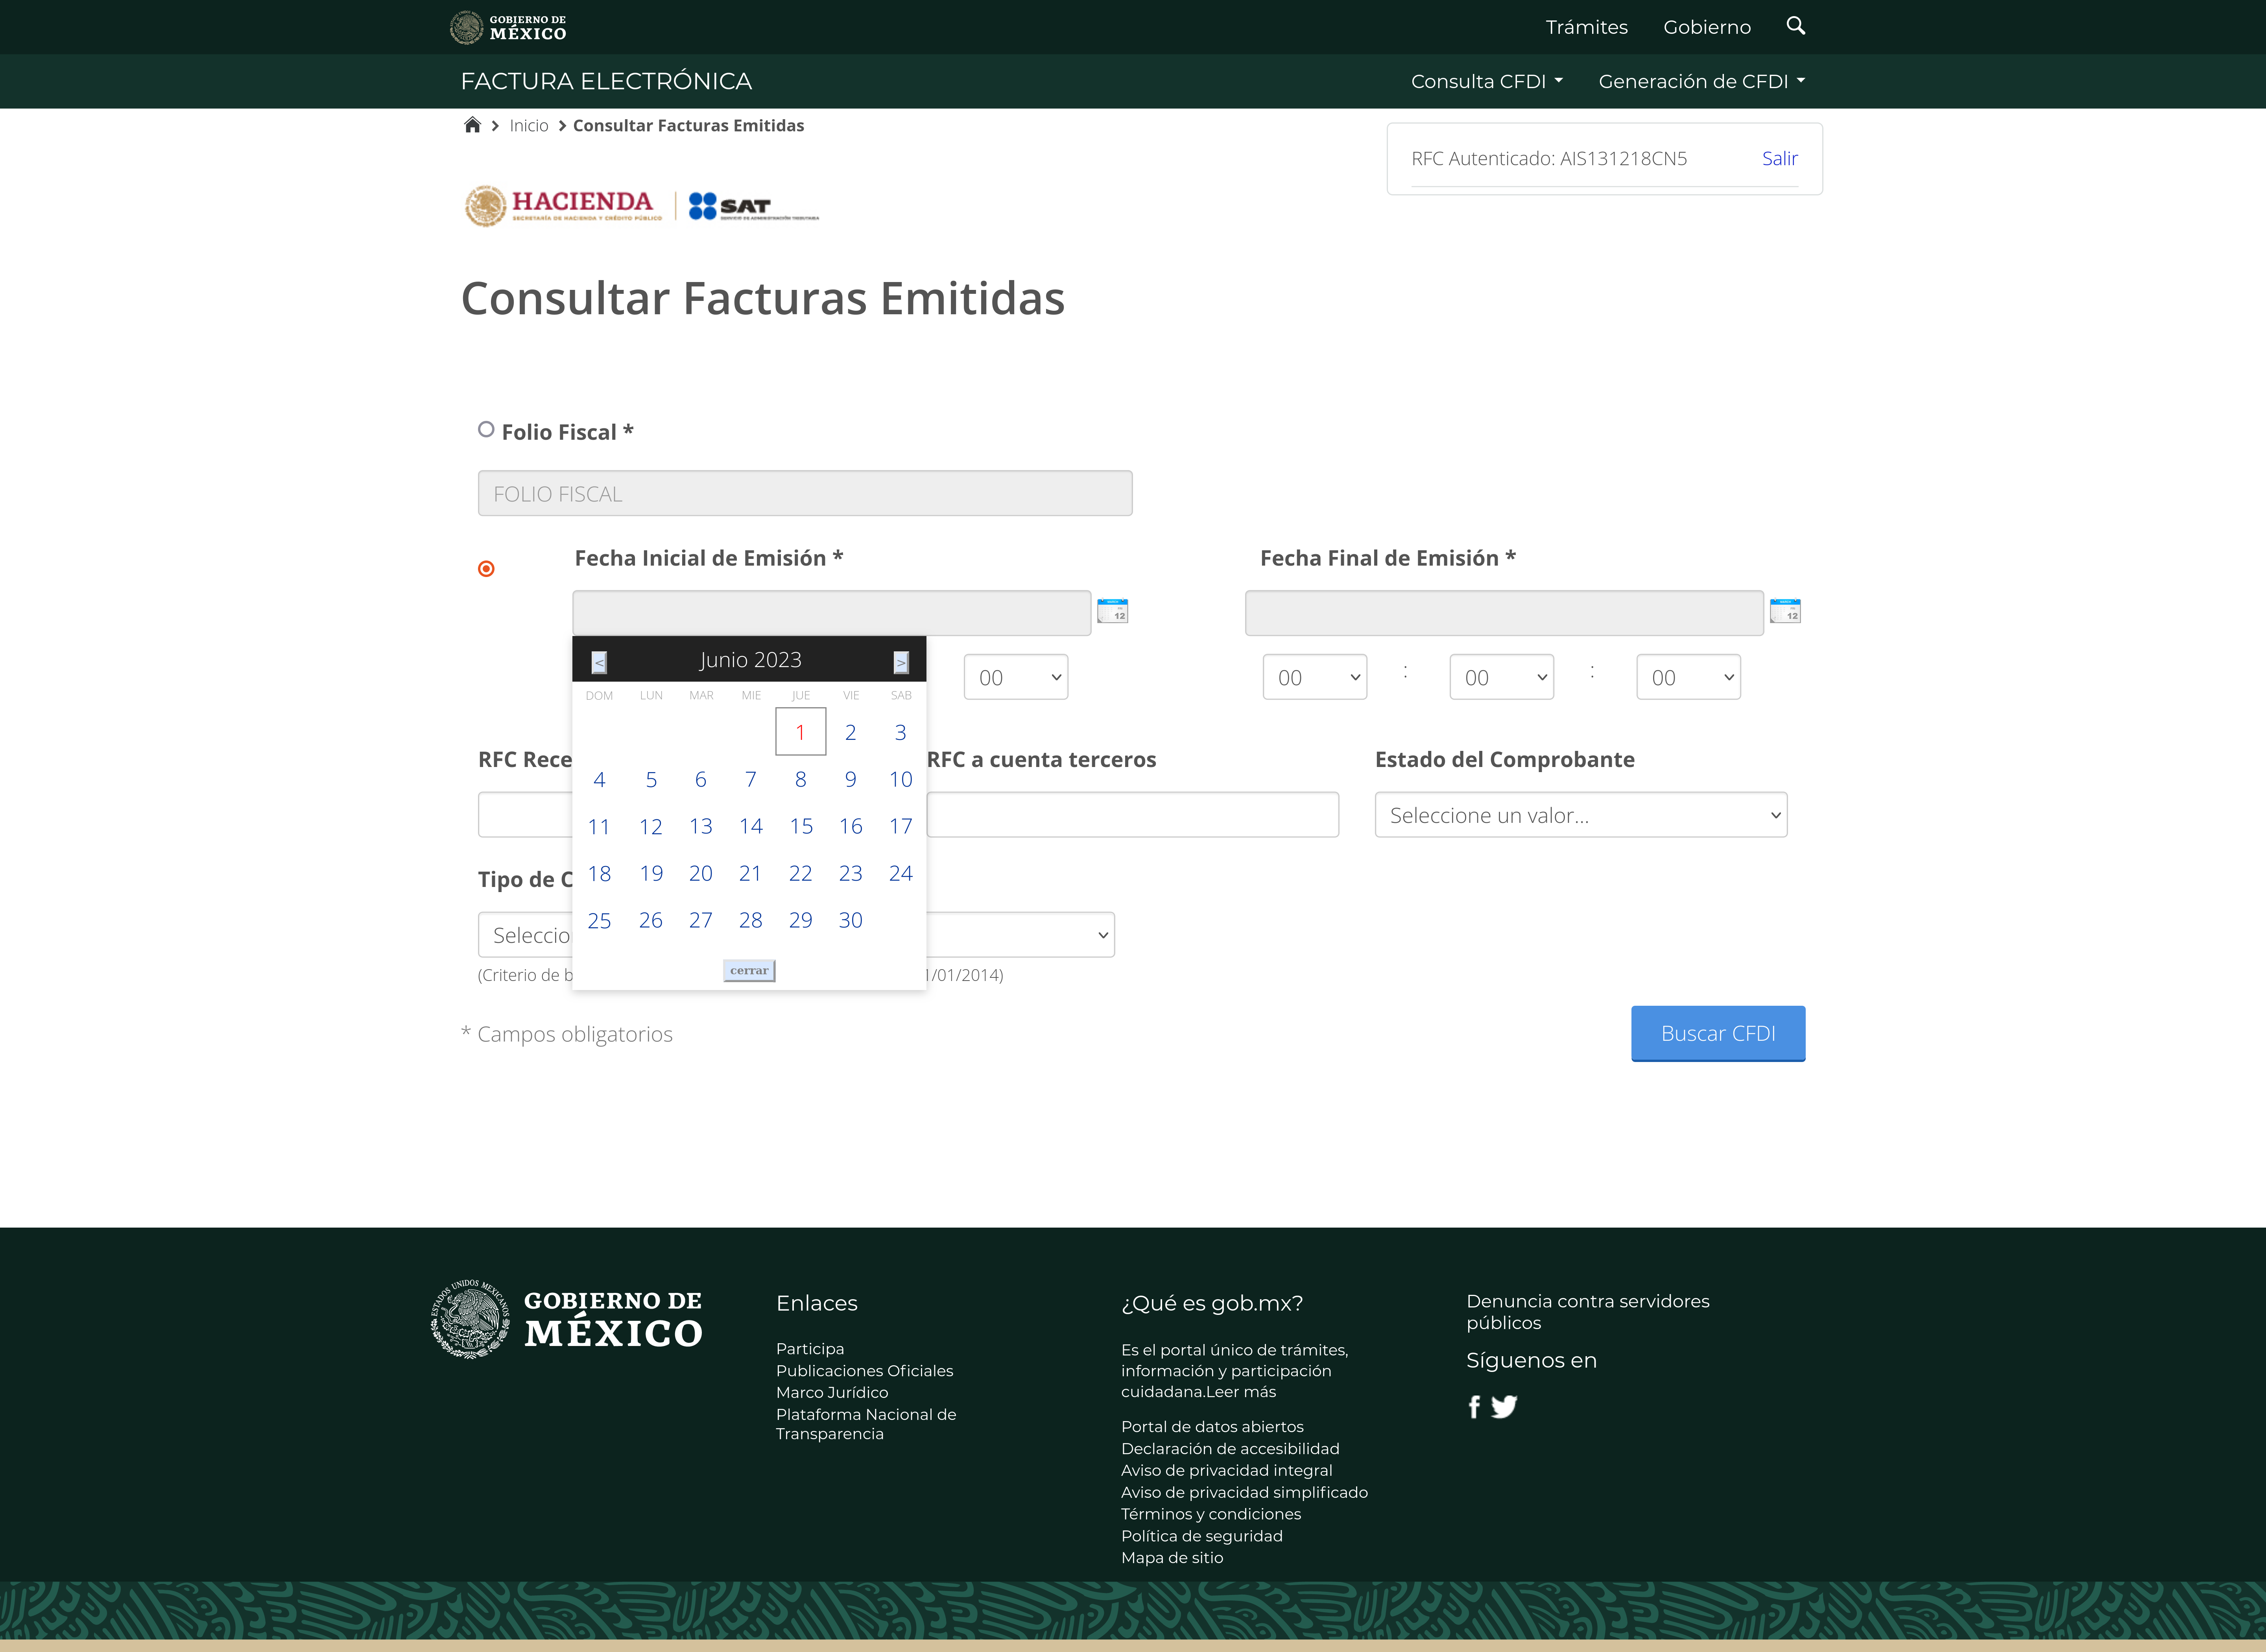 GOBIERNO DE
MÉXICO
Trámites
Gobierno
FACTURA ELECTRÓNICA
Consulta CFDI
Generación de CFDI
Inicio
Consultar Facturas Emitidas
RFC Autenticado: AIS131218CN5
Salir
HACIENDA
SECRETARÍA DE HACIENDA Y CRÉDITO PÚBLICO
SAT
SERVICIO DE ADMINISTRACIÓN TRIBUTARIA
Consultar Facturas Emitidas
Folio Fiscal *
FOLIO FISCAL
Fecha Inicial de Emisión *
Fecha Final de Emisión *
12
12
< Junio 2023 >
00
00 : 00 : 00
DOM LUN MAR MIE JUE VIE SAB
1 2 3
4 5 6 7 8 9 10
11 12 13 14 15 16 17
18 19 20 21 22 23 24
25 26 27 28 29 30
cerrar
RFC Rece
RFC a cuenta terceros
Estado del Comprobante
Seleccione un valor...
Tipo de C
Seleccio
(Criterio de b
1/01/2014)
* Campos obligatorios
Buscar CFDI
ESTADOS UNIDOS MEXICANOS
GOBIERNO DE
MÉXICO
Enlaces
Participa
Publicaciones Oficiales
Marco Jurídico
Plataforma Nacional de
Transparencia
¿Qué es gob.mx?
Es el portal único de trámites,
información y participación
cuidadana.Leer más
Portal de datos abiertos
Declaración de accesibilidad
Aviso de privacidad integral
Aviso de privacidad simplificado
Términos y condiciones
Política de seguridad
Mapa de sitio
Denuncia contra servidores
públicos
Síguenos en